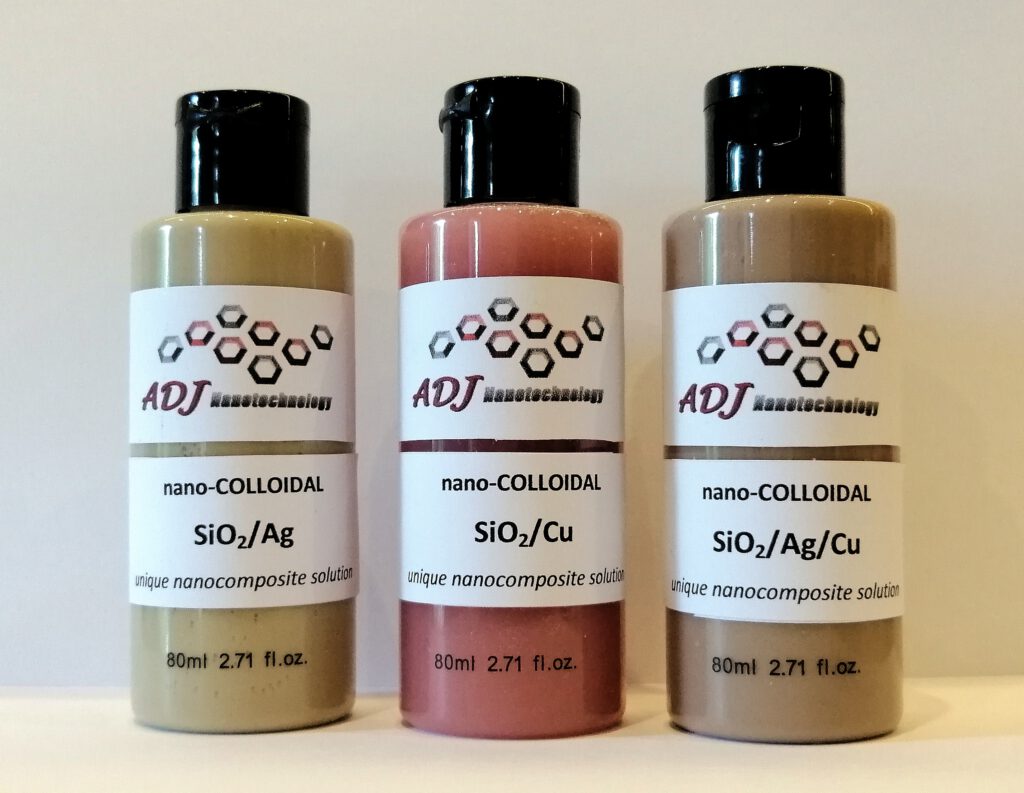 ADJ Nanotechnology
nano-COLLOIDAL
SiO₂/Ag
unique nanocomposite solution
80ml 2.71 fl.oz.
ADJ Nanotechnology
nano-COLLOIDAL
SiO₂/Cu
unique nanocomposite solution
80ml 2.71 fl.oz.
ADJ Nanotechnology
nano-COLLOIDAL
SiO₂/Ag/Cu
unique nanocomposite solution
80ml 2.71 fl.oz.